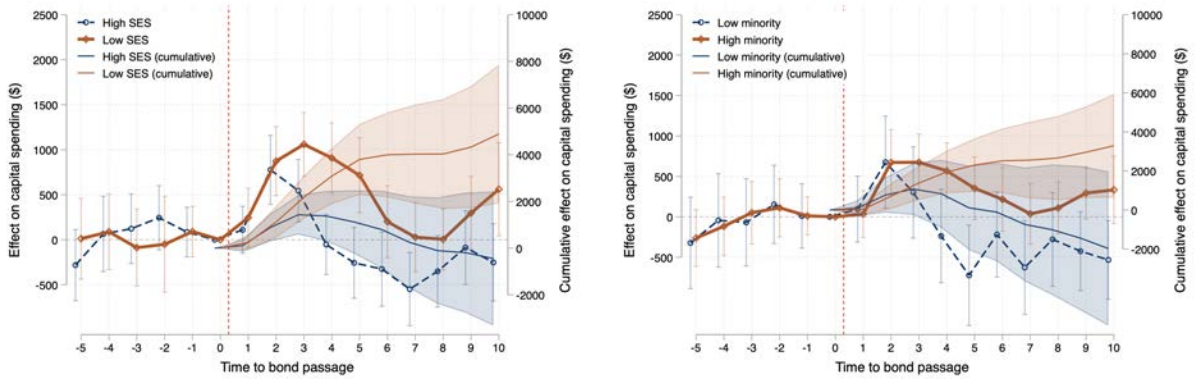 High SES
Low SES
High SES (cumulative)
Low SES (cumulative)
Effect on capital spending ($)
2500
2000
1500
1000
500
0
-500
10000
8000
6000
4000
2000
0
-2000
Cumulative effect on capital spending ($)
-5 -4 -3 -2 -1 0 1 2 3 4 5 6 7 8 9 10
Time to bond passage
Low minority
High minority
Low minority (cumulative)
High minority (cumulative)
Effect on capital spending ($)
2500
2000
1500
1000
500
0
-500
10000
8000
6000
4000
2000
0
-2000
Cumulative effect on capital spending ($)
-5 -4 -3 -2 -1 0 1 2 3 4 5 6 7 8 9 10
Time to bond passage